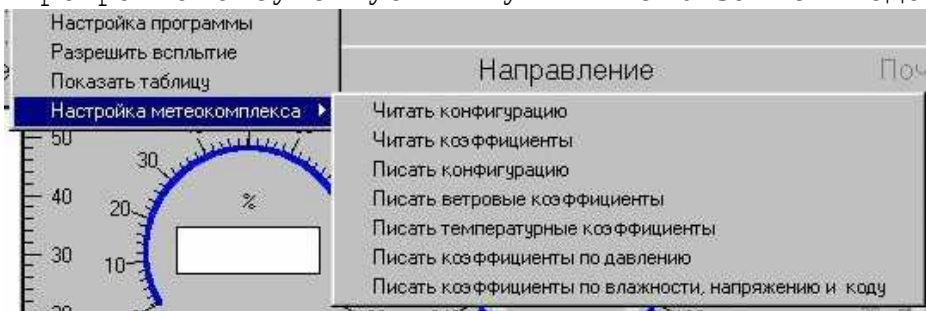 Настройка программы
Разрешить всплытие
Показать таблицу
Настройка метеокомплекса
Направление
Читать конфигурацию
Читать коэффициенты
Писать конфигурацию
Писать ветровые коэффициенты
Писать температурные коэффициенты
Писать коэффициенты по давлению
Писать коэффициенты по влажности, напряжению и коду
50
40
30
30
20
10
%